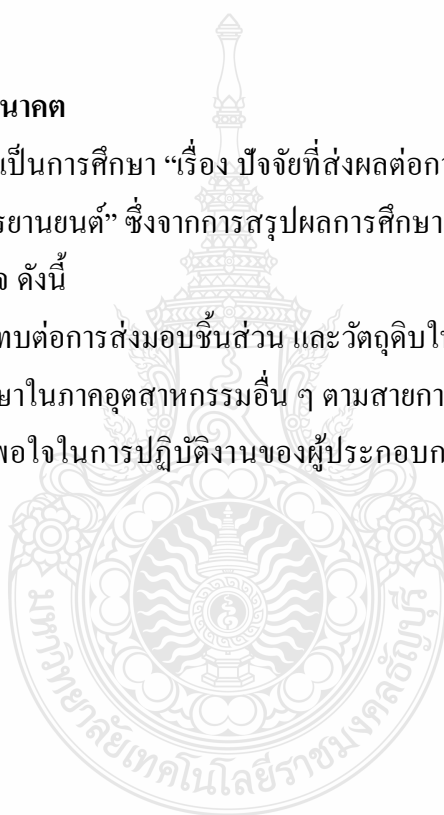 นาคต
เป็นการศึกษา “เรื่อง ปัจจัยที่ส่งผลต่อกา
รยานยนต์” ซึ่งจากการสรุปผลการศึกษา
จ ดังนี้
ทบต่อการส่งมอบชิ้นส่วน และวัตถุดิบใ
ษาในภาคอุตสาหกรรมอื่น ๆ ตามสายกา
พอใจในการปฏิบัติงานของผู้ประกอบก
มหาวิทยาลัยเทคโนโลยีราชมงคลธัญบุรี